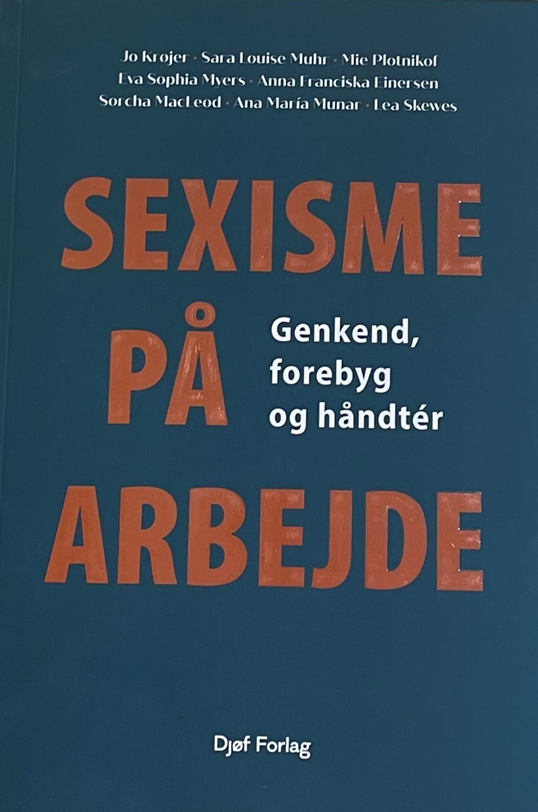 Jo Krøjer · Sara Louise Muhr · Mie Plotnikof
Eva Sophia Myers · Anna Franciska Einersen
Sorcha MacLeod · Ana María Munar · Lea Skewes
SEXISME
PÅ
Genkend,
forebyg
og håndtér
ARBEJDE
Djøf Forlag